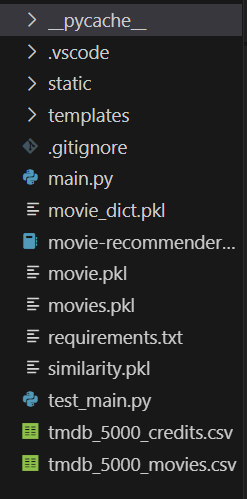 __pycache__
.vscode
static
templates
.gitignore
main.py
movie_dict.pkl
movie-recommender...
movie.pkl
movies.pkl
requirements.txt
similarity.pkl
test_main.py
tmdb_5000_credits.csv
tmdb_5000_movies.csv